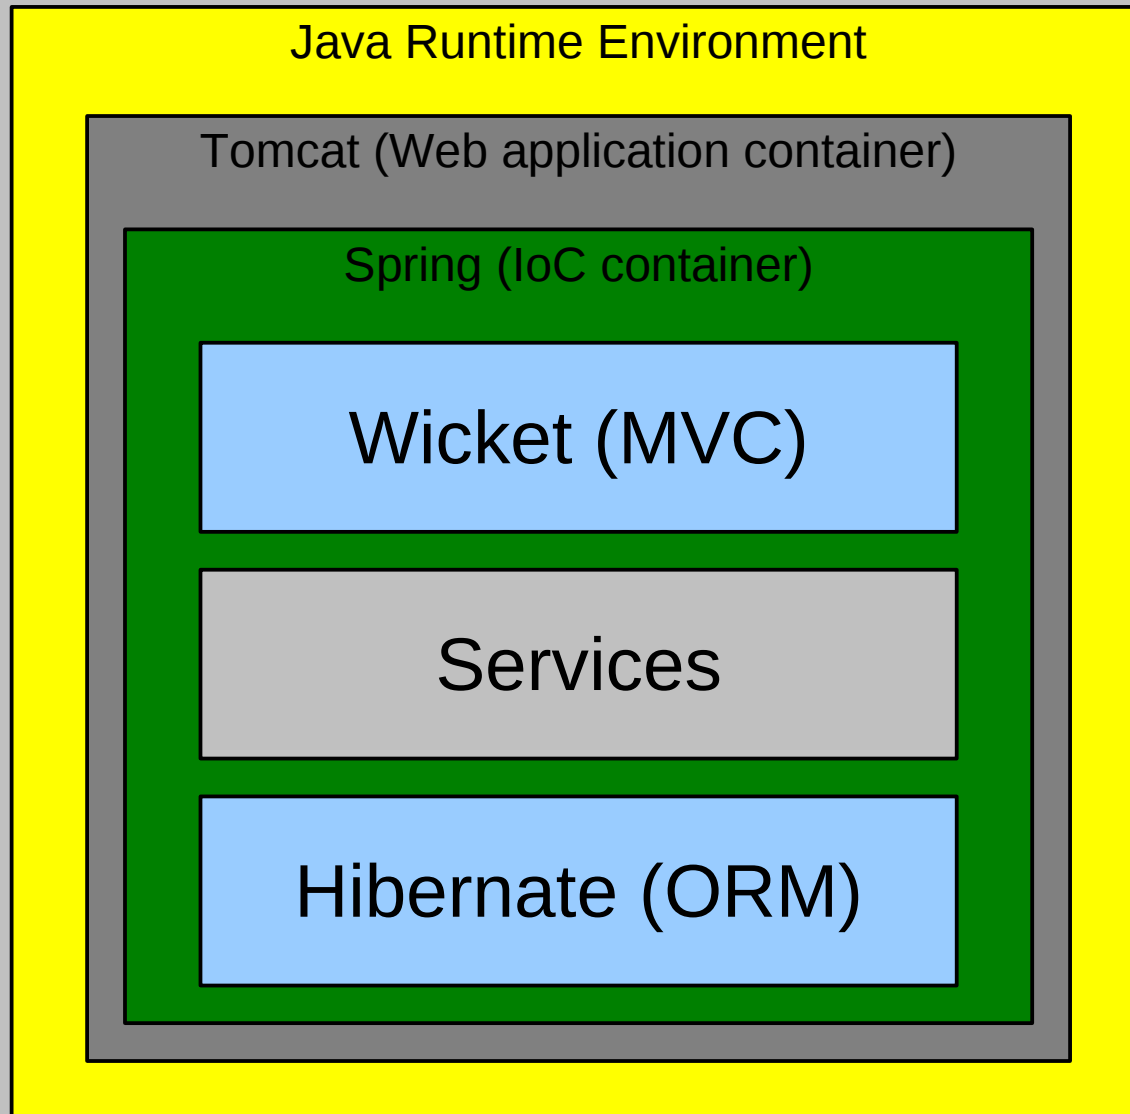 Java Runtime Environment
Tomcat (Web application container)
Spring (IoC container)
Wicket (MVC)
Services
Hibernate (ORM)